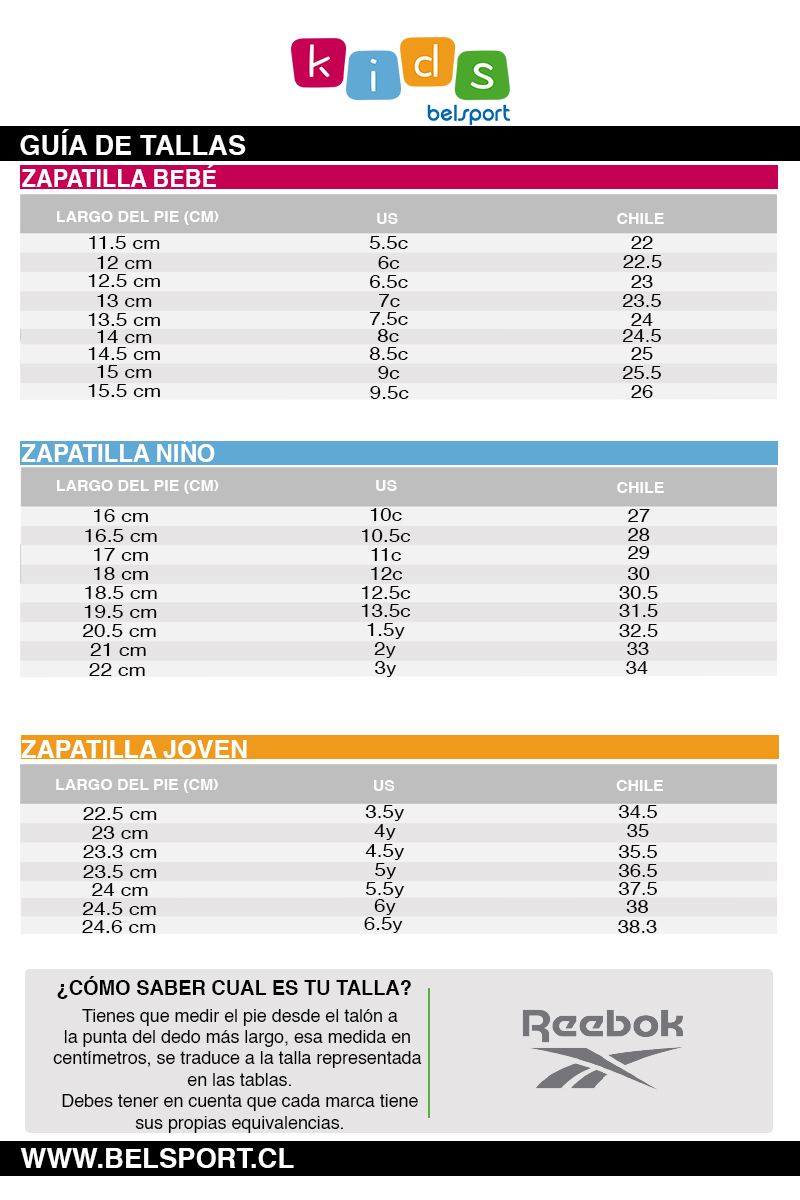 kids
belsport
GUÍA DE TALLAS
ZAPATILLA BEBÉ
LARGO DEL PIE (CM) US CHILE
11.5 cm 5.5c 22
12 cm 6c 22.5
12.5 cm 6.5c 23
13 cm 7c 23.5
13.5 cm 7.5c 24
14 cm 8c 24.5
14.5 cm 8.5c 25
15 cm 9c 25.5
15.5 cm 9.5c 26
ZAPATILLA NIÑO
LARGO DEL PIE (CM) US CHILE
16 cm 10c 27
16.5 cm 10.5c 28
17 cm 11c 29
18 cm 12c 30
18.5 cm 12.5c 30.5
19.5 cm 13.5c 31.5
20.5 cm 1.5y 32.5
21 cm 2y 33
22 cm 3y 34
ZAPATILLA JOVEN
LARGO DEL PIE (CM) US CHILE
22.5 cm 3.5y 34.5
23 cm 4y 35
23.3 cm 4.5y 35.5
23.5 cm 5y 36.5
24 cm 5.5y 37.5
24.5 cm 6y 38
24.6 cm 6.5y 38.3
¿CÓMO SABER CUAL ES TU TALLA?
Tienes que medir el pie desde el talón a
la punta del dedo más largo, esa medida en
centímetros, se traduce a la talla representada
en las tablas.
Debes tener en cuenta que cada marca tiene
sus propias equivalencias.
Reebok
WWW.BELSPORT.CL